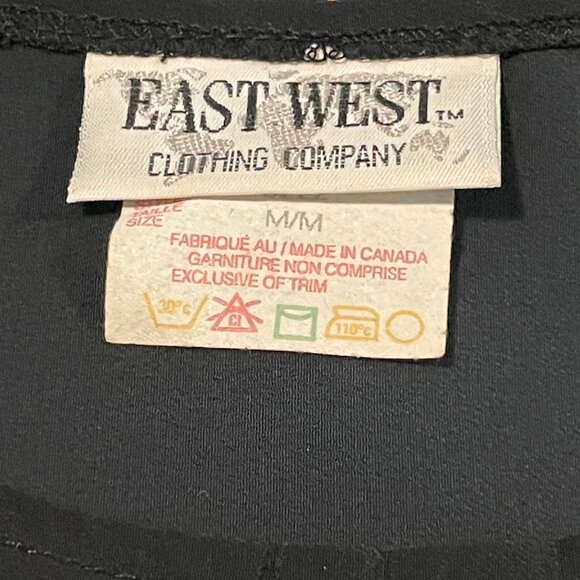 EAST WEST™
CLOTHING COMPANY
TAILLE
SIZE
M/M
FABRIQUÉ AU / MADE IN CANADA
GARNITURE NON COMPRISE
EXCLUSIVE OF TRIM
30°C
Cl
110°C